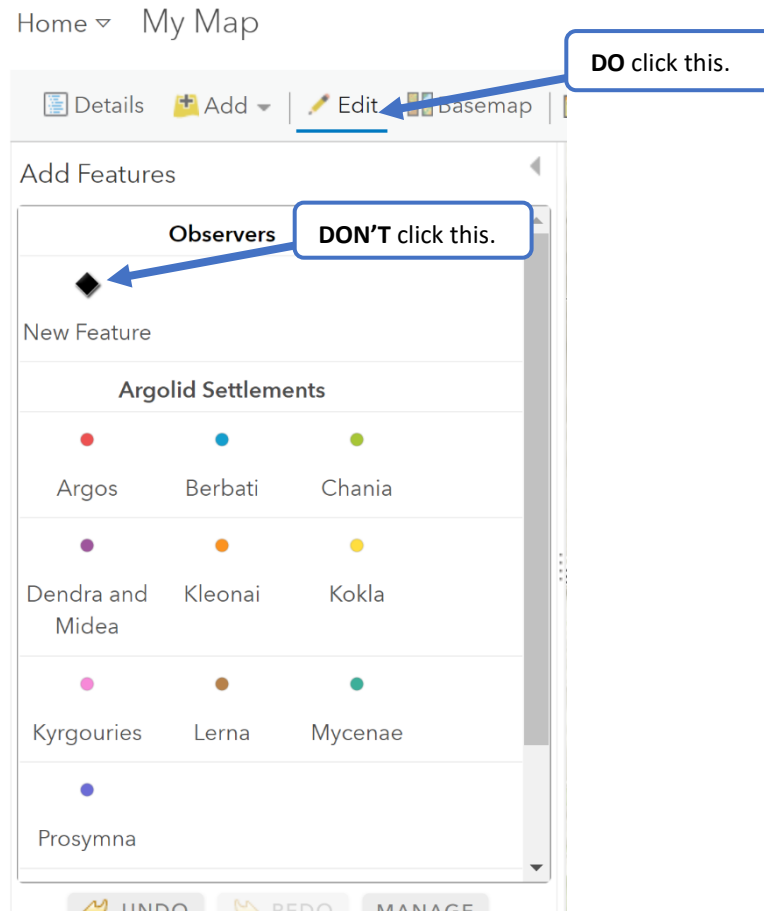 Home My Map
DO click this.
Details Add Edit Basemap
Add Features
Observers
DON’T click this.
New Feature
Argolid Settlements
Argos Berbati Chania
Dendra and Kleonai Kokla
Midea
Kyrgouries Lerna Mycenae
Prosymna
UNDO REDO MANAGE